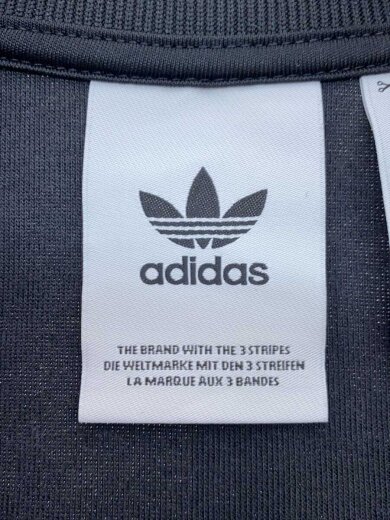 adidas
THE BRAND WITH THE 3 STRIPES
DIE WELTMARKE MIT DEN 3 STREIFEN
LA MARQUE AUX 3 BANDES